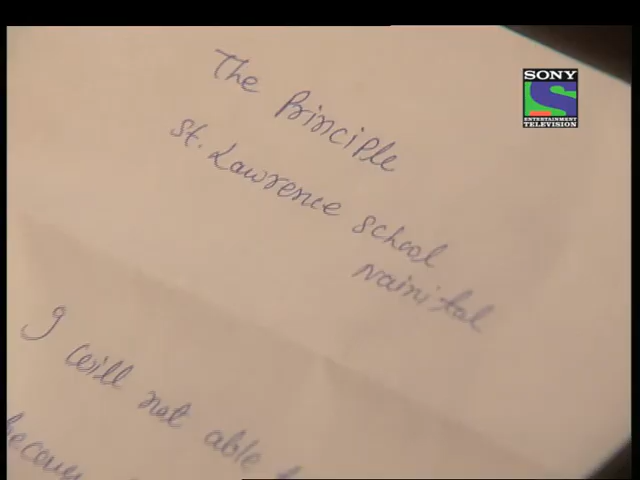 The Principle
St. Lawrence School
Nainital
I will not able
SONY
ENTERTAINMENT
TELEVISION